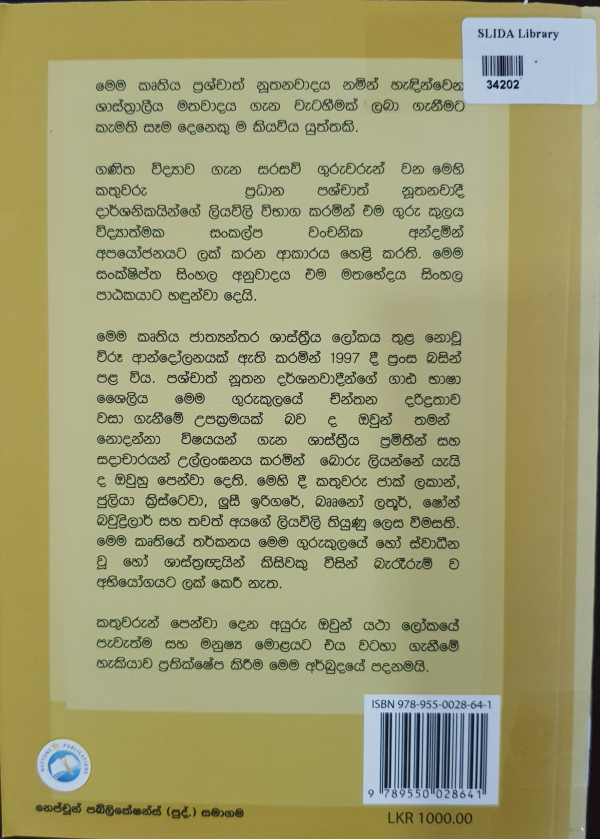 SLIDA Library
34202
මෙම කෘතිය ප්‍රශ්චාත් නූතනවාදය නමින් හැඳින්වෙන
ශාස්ත්‍රාලීය මතවාදය ගැන වැටහීමක් ලබා ගැනීමට
කැමති සෑම දෙනෙකු ම කියවිය යුත්තකි.
ගණිත විද්‍යාව ගැන සරසවි ගුරුවරුන් වන මෙහි
කතුවරු ප්‍රධාන පශ්චාත් නූතනවාදී
දාර්ශනිකයින්ගේ ලියවිලි විභාග කරමින් එම ගුරු කුලය
විද්‍යාත්මක සංකල්ප වංචනික අන්දමින්
අපයෝජනයට ලක් කරන ආකාරය හෙළි කරති. මෙම
සංක්ෂිප්ත සිංහල අනුවාදය එම මතභේදය සිංහල
පාඨකයාට හඳුන්වා දෙයි.
මෙම කෘතිය ජාත්‍යන්තර ශාස්ත්‍රීය ලෝකය තුළ නොවූ
විරූ ආන්දෝලනයක් ඇති කරමින් 1997 දී ප්‍රංස බසින්
පළ විය. පශ්චාත් නූතන දර්ශනවාදීන්ගේ ගාඪ භාෂා
ශෛලිය මෙම ගුරුකුලයේ චින්තන දරිද්‍රතාව
වසා ගැනීමේ උපක්‍රමයක් බව ද ඔවුන් තමන්
නොදන්නා විෂයයන් ගැන ශාස්ත්‍රීය ප්‍රමිතීන් සහ
සදාචාරයන් උල්ලංඝනය කරමින් බොරු ලියන්නේ යැයි
ද ඔවුහු පෙන්වා දෙති. මෙහි දී කතුවරු ජාක් ලකාන්,
ජුලියා ක්‍රිස්ටෙවා, ලුසී ඉරිගරේ, බෲනෝ ලතූර්, ෂෝන්
බවුද්‍රිලාර් සහ තවත් අයගේ ලියවිලි තියුණු ලෙස විමසති.
මෙම කෘතියේ තර්කනය මෙම ගුරුකුලයේ හෝ ස්වාධීන
වූ හෝ ශාස්ත්‍රඥයින් කිසිවකු විසින් බැරෑරුම් ව
අභියෝගයට ලක් කෙරී නැත.
කතුවරුන් පෙන්වා දෙන අයුරු ඔවුන් යථා ලෝකයේ
පැවැත්ම සහ මනුෂ්‍ය මොළයට එය වටහා ගැනීමේ
හැකියාව ප්‍රතික්ෂේප කිරීම මෙම අර්බුදයේ පදනමයි.
ISBN 978-955-0028-64-1
9 789550 028641
LKR 1000.00
NEPTUNE PUBLICATIONS
නෙප්චූන් පබ්ලිකේෂන්ස් (පුද්.) සමාගම